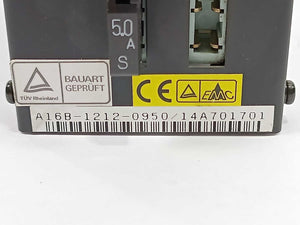 5.0
A
S
TÜV Rheinland
BAUART
GEPRÜFT
CE
EMC
A16B-1212-0950/14A701701